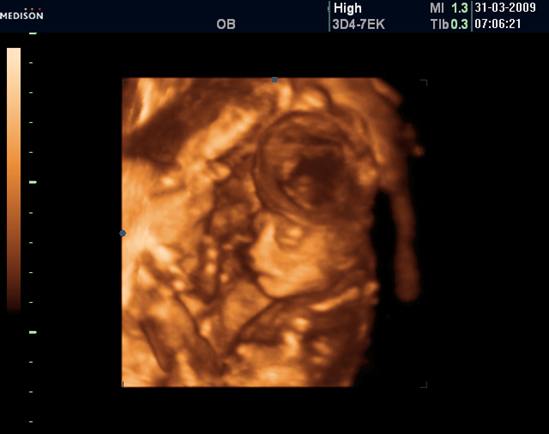 MEDISON
OB
High
3D4-7EK
MI 1.3
TIb 0.3
31-03-2009
07:06:21